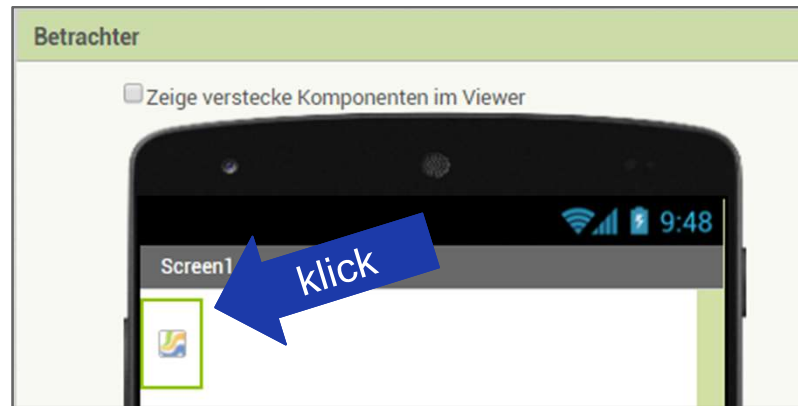 Betrachter
Zeige verstecke Komponenten im Viewer
9:48
Screen1
klick